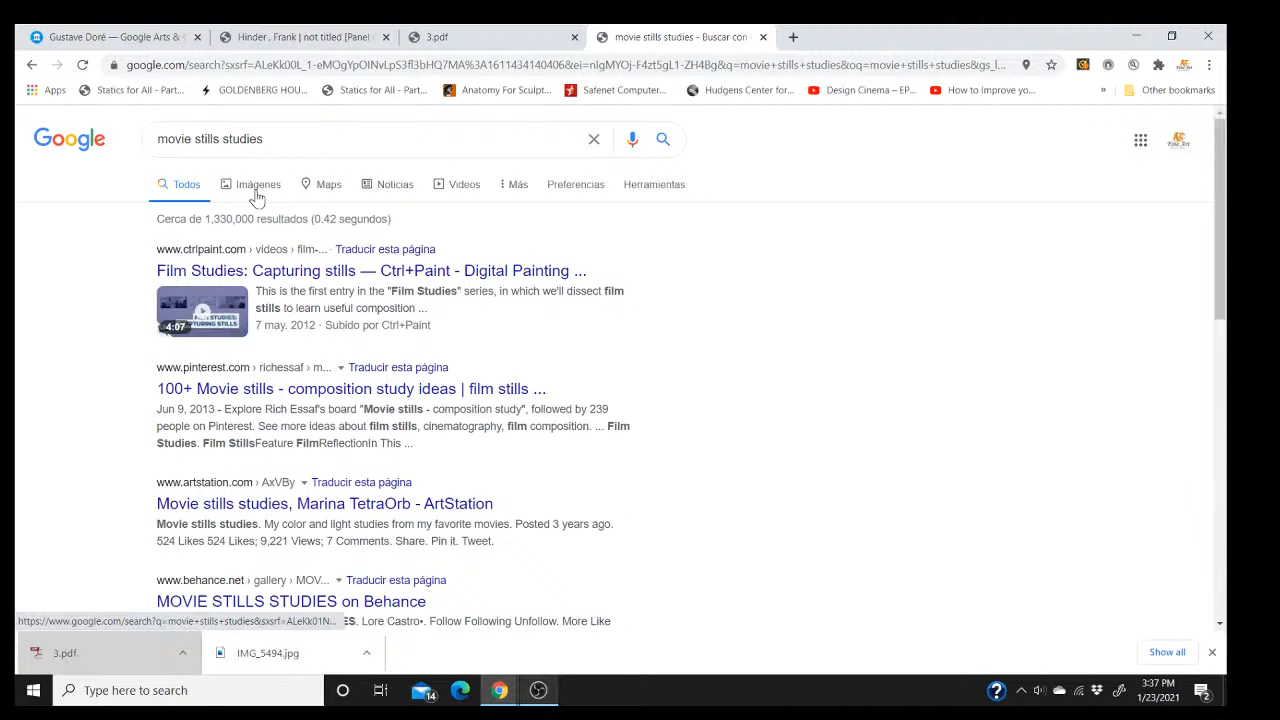 Gustave Doré — Google Arts &
Hinder , Frank | not titled [Panel
3.pdf
movie stills studies - Buscar con
google.com/search?sxsrf=ALeKk00L_1-eMOgYpOINvLpS3fl3bHQ7MA%3A1611434140406&ei=nIgMYOj-F4zt5gL1-ZH4Bg&q=movie+stills+studies&oq=movie+stills+studies&gs_l...
Apps
Statics for All - Part...
GOLDENBERG HOU...
Statics for All - Part...
Anatomy For Sculpt...
Safenet Computer...
Hudgens Center for...
Design Cinema – EP...
How to Improve yo...
Other bookmarks
Google
movie stills studies
Todos Imágenes Maps Noticias Videos Más Preferencias Herramientas
Cerca de 1,330,000 resultados (0.42 segundos)
www.ctrlpaint.com › videos › film-... · Traducir esta página
Film Studies: Capturing stills — Ctrl+Paint - Digital Painting ...
This is the first entry in the "Film Studies" series, in which we'll dissect film
stills to learn useful composition ...
7 may. 2012 · Subido por Ctrl+Paint
4:07
www.pinterest.com › richessaf › m... Traducir esta página
100+ Movie stills - composition study ideas | film stills ...
Jun 9, 2013 - Explore Rich Essaf's board "Movie stills - composition study", followed by 239
people on Pinterest. See more ideas about film stills, cinematography, film composition. ... Film
Studies. Film StillsFeature FilmReflectionIn This ...
www.artstation.com › AxVBy Traducir esta página
Movie stills studies, Marina TetraOrb - ArtStation
Movie stills studies. My color and light studies from my favorite movies. Posted 3 years ago.
524 Likes 524 Likes; 9,221 Views; 7 Comments. Share. Pin it. Tweet.
www.behance.net › gallery › MOV... Traducir esta página
MOVIE STILLS STUDIES on Behance
ES. Lore Castro•. Follow Following Unfollow. More Like
https://www.google.com/search?q=movie+stills+studies&sxsrf=ALeKk01N...
3.pdf
IMG_5494.jpg
Show all
Type here to search
14
3:37 PM
1/23/2021
2